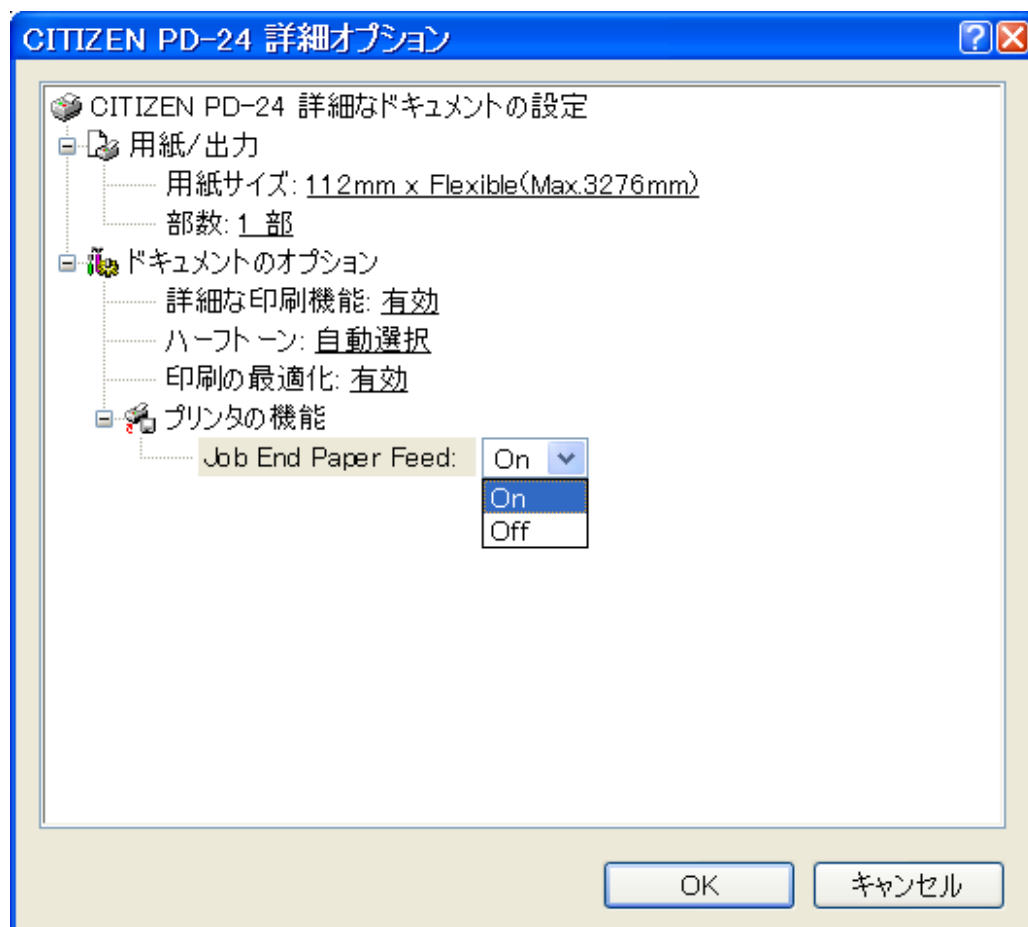 CITIZEN PD-24 詳細オプション
CITIZEN PD-24 詳細なドキュメントの設定
用紙/出力
用紙サイズ: 112mm x Flexible(Max.3276mm)
部数: 1 部
ドキュメントのオプション
詳細な印刷機能: 有効
ハーフトーン: 自動選択
印刷の最適化: 有効
プリンタの機能
Job End Paper Feed: On
On
Off
OK キャンセル